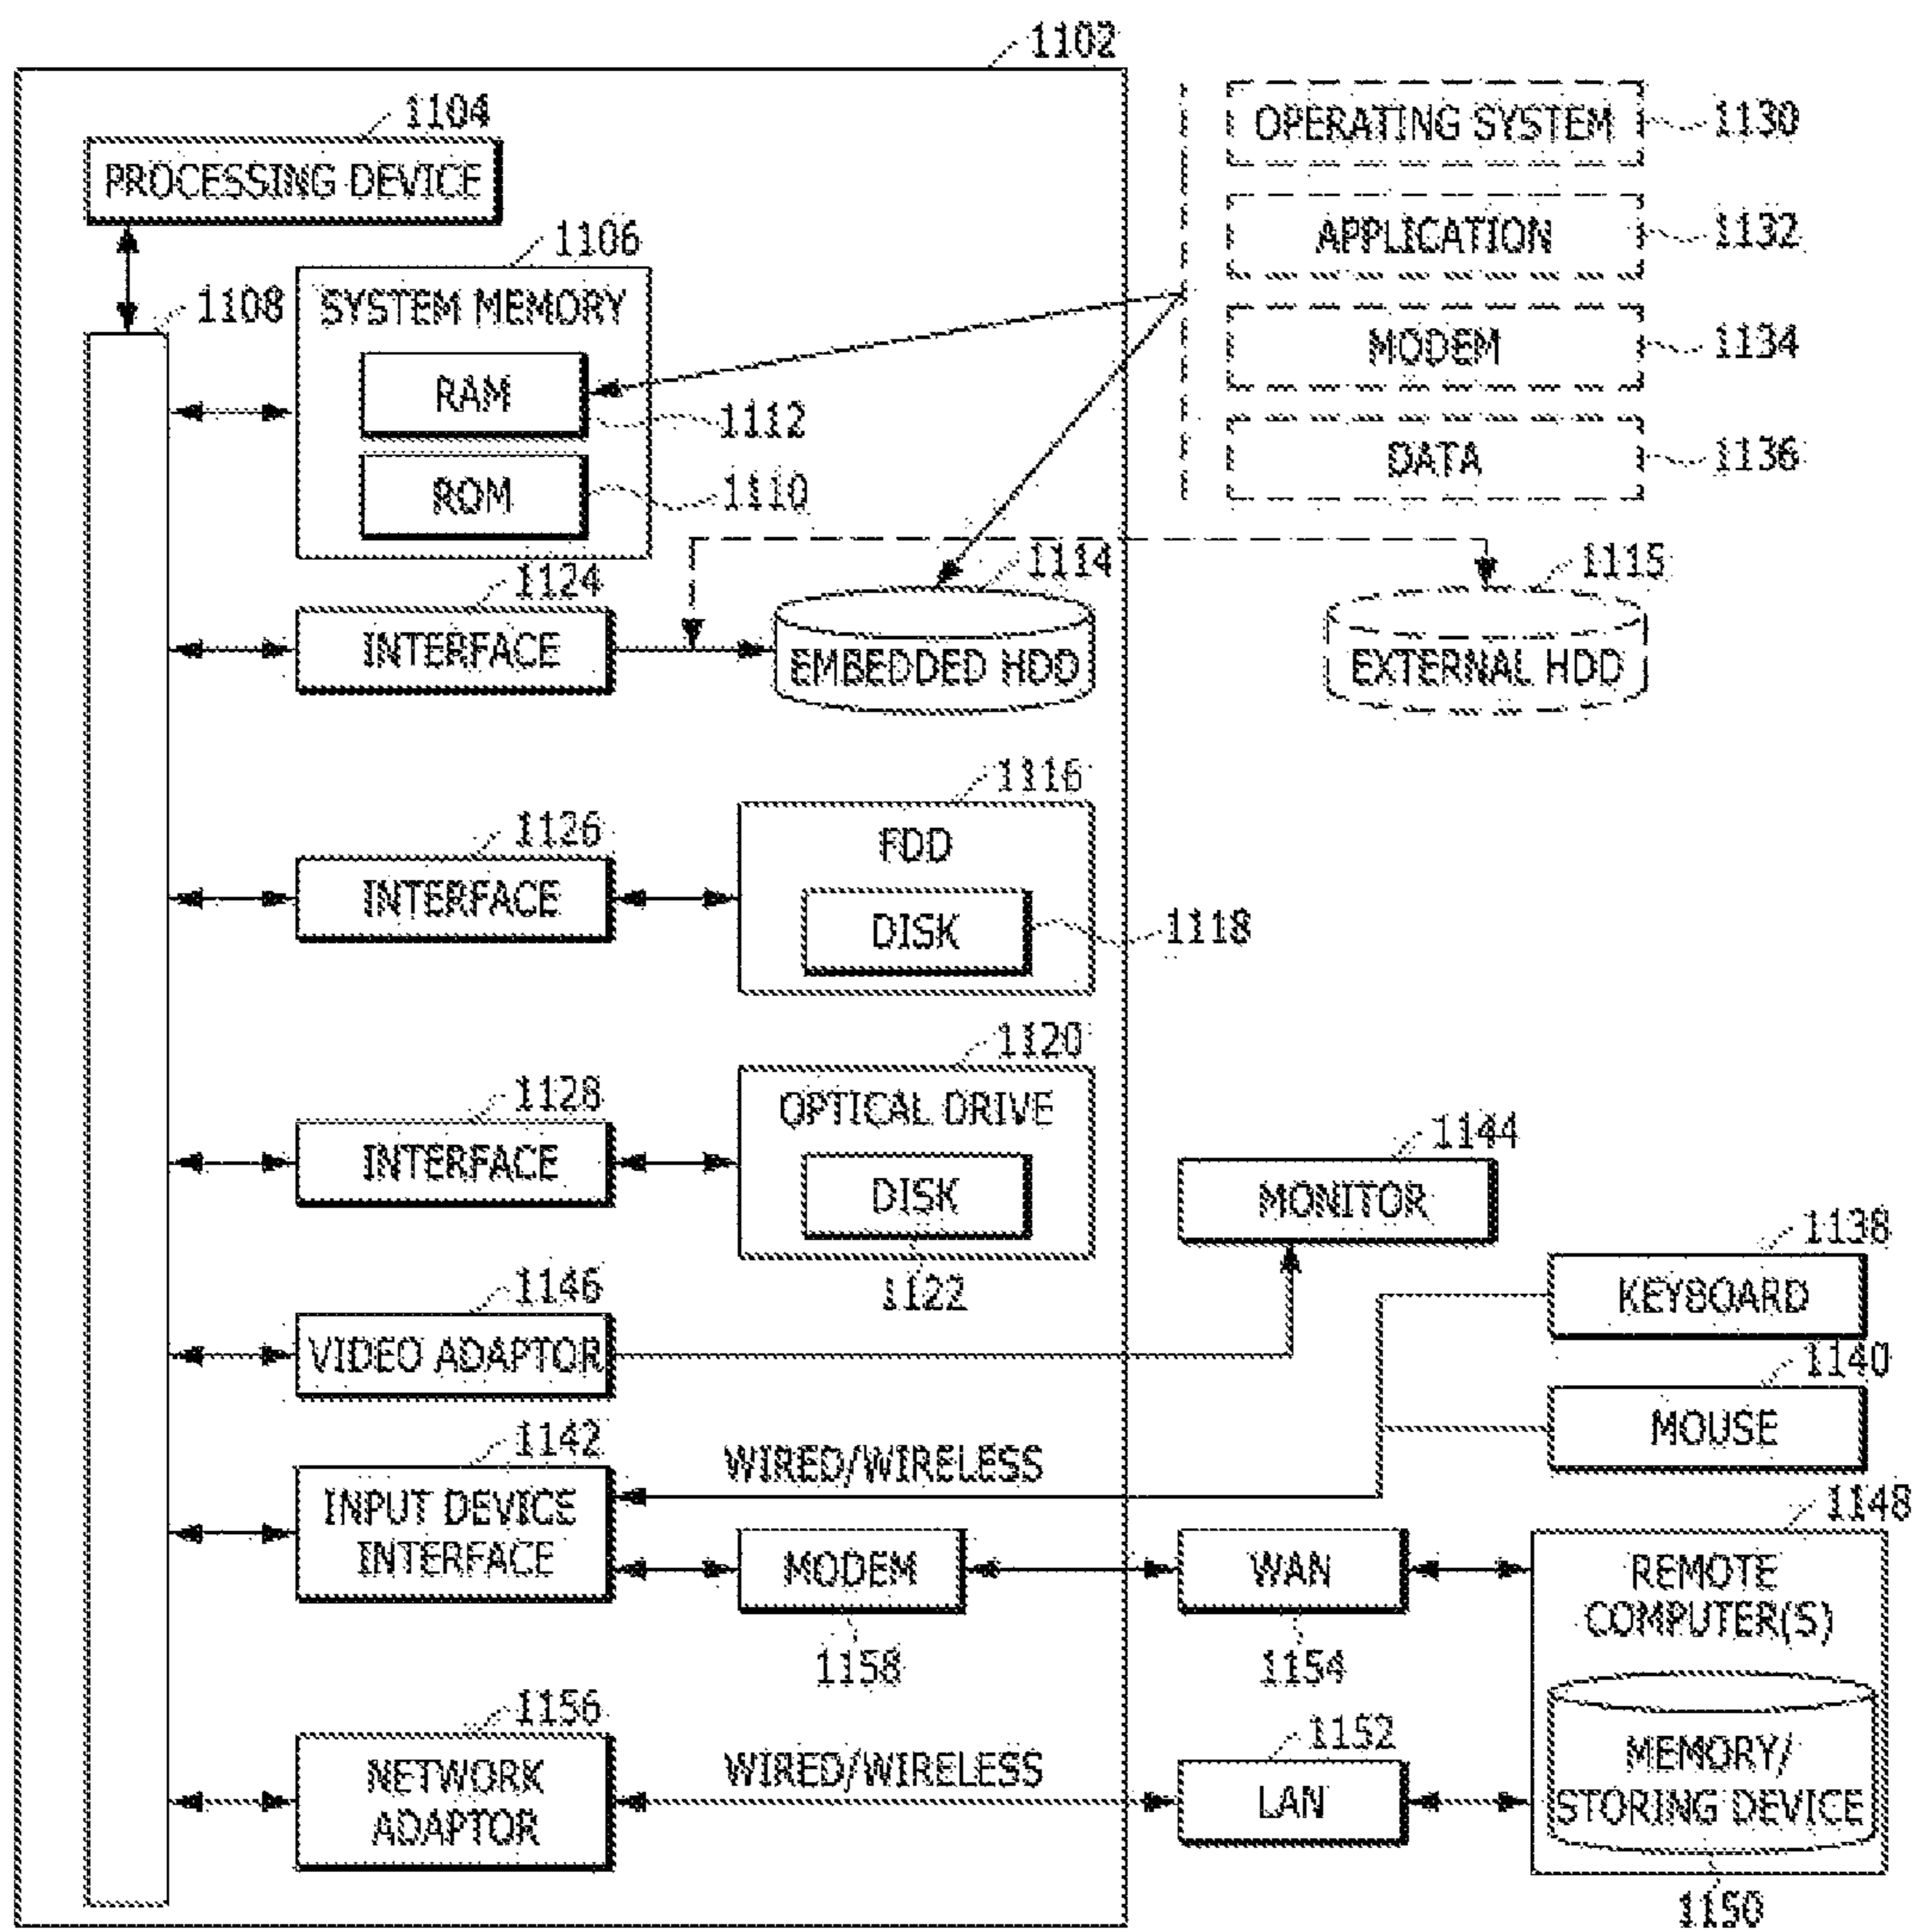 1102
1104
PROCESSING DEVICE
1106
SYSTEM MEMORY
1108
RAM
1112
ROM
1110
OPERATING SYSTEM
1130
APPLICATION
1132
MODEM
1134
DATA
1136
1124
INTERFACE
1114
EMBEDDED HDD
1115
EXTERNAL HDD
1116
FDD
1126
INTERFACE
DISK
1118
1120
OPTICAL DRIVE
1128
INTERFACE
DISK
1122
1144
MONITOR
1138
KEYBOARD
1146
VIDEO ADAPTOR
1140
MOUSE
1142
INPUT DEVICE
INTERFACE
WIRED/WIRELESS
MODEM
1158
WAN
1154
1148
REMOTE
COMPUTER(S)
MEMORY/
STORING DEVICE
1150
1156
NETWORK
ADAPTOR
WIRED/WIRELESS
1152
LAN